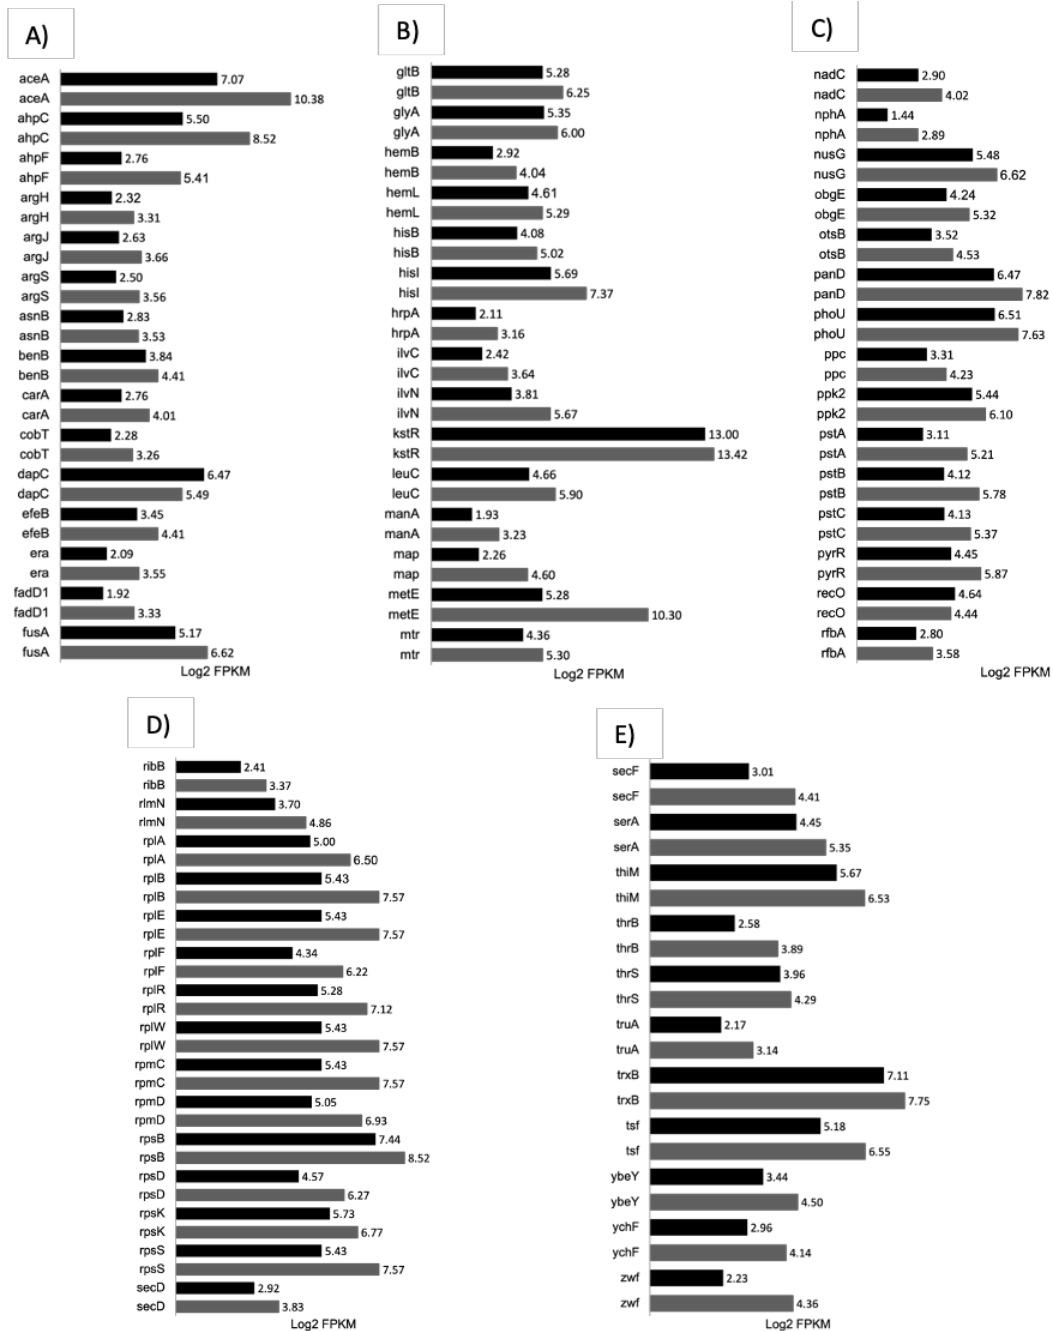 A)
aceA 7.07
aceA 10.38
ahpC 5.50
ahpC 8.52
ahpF 2.76
ahpF 5.41
argH 2.32
argH 3.31
argJ 2.63
argJ 3.66
argS 2.50
argS 3.56
asnB 2.83
asnB 3.53
benB 3.84
benB 4.41
carA 2.76
carA 4.01
cobT 2.28
cobT 3.26
dapC 6.47
dapC 5.49
efeB 3.45
efeB 4.41
era 2.09
era 3.55
fadD1 1.92
fadD1 3.33
fusA 5.17
fusA 6.62
Log2 FPKM
B)
gltB 5.28
gltB 6.25
glyA 5.35
glyA 6.00
hemB 2.92
hemB 4.04
hemL 4.61
hemL 5.29
hisB 4.08
hisB 5.02
hisI 5.69
hisI 7.37
hrpA 2.11
hrpA 3.16
ilvC 2.42
ilvC 3.64
ilvN 3.81
ilvN 5.67
kstR 13.00
kstR 13.42
leuC 4.66
leuC 5.90
manA 1.93
manA 3.23
map 2.26
map 4.60
metE 5.28
metE 10.30
mtr 4.36
mtr 5.30
Log2 FPKM
C)
nadC 2.90
nadC 4.02
nphA 1.44
nphA 2.89
nusG 5.48
nusG 6.62
obgE 4.24
obgE 5.32
otsB 3.52
otsB 4.53
panD 6.47
panD 7.82
phoU 6.51
phoU 7.63
ppc 3.31
ppc 4.23
ppk2 5.44
ppk2 6.10
pstA 3.11
pstA 5.21
pstB 4.12
pstB 5.78
pstC 4.13
pstC 5.37
pyrR 4.45
pyrR 5.87
recO 4.64
recO 4.44
rfbA 2.80
rfbA 3.58
Log2 FPKM
D)
ribB 2.41
ribB 3.37
rlmN 3.70
rlmN 4.86
rplA 5.00
rplA 6.50
rplB 5.43
rplB 7.57
rplE 5.43
rplE 7.57
rplF 4.34
rplF 6.22
rplR 5.28
rplR 7.12
rplW 5.43
rplW 7.57
rpmC 5.43
rpmC 7.57
rpmD 5.05
rpmD 6.93
rpsB 7.44
rpsB 8.52
rpsD 4.57
rpsD 6.27
rpsK 5.73
rpsK 6.77
rpsS 5.43
rpsS 7.57
secD 2.92
secD 3.83
Log2 FPKM
E)
secF 3.01
secF 4.41
serA 4.45
serA 5.35
thiM 5.67
thiM 6.53
thrB 2.58
thrB 3.89
thrS 3.96
thrS 4.29
truA 2.17
truA 3.14
trxB 7.11
trxB 7.75
tsf 5.18
tsf 6.55
ybeY 3.44
ybeY 4.50
ychF 2.96
ychF 4.14
zwf 2.23
zwf 4.36
Log2 FPKM